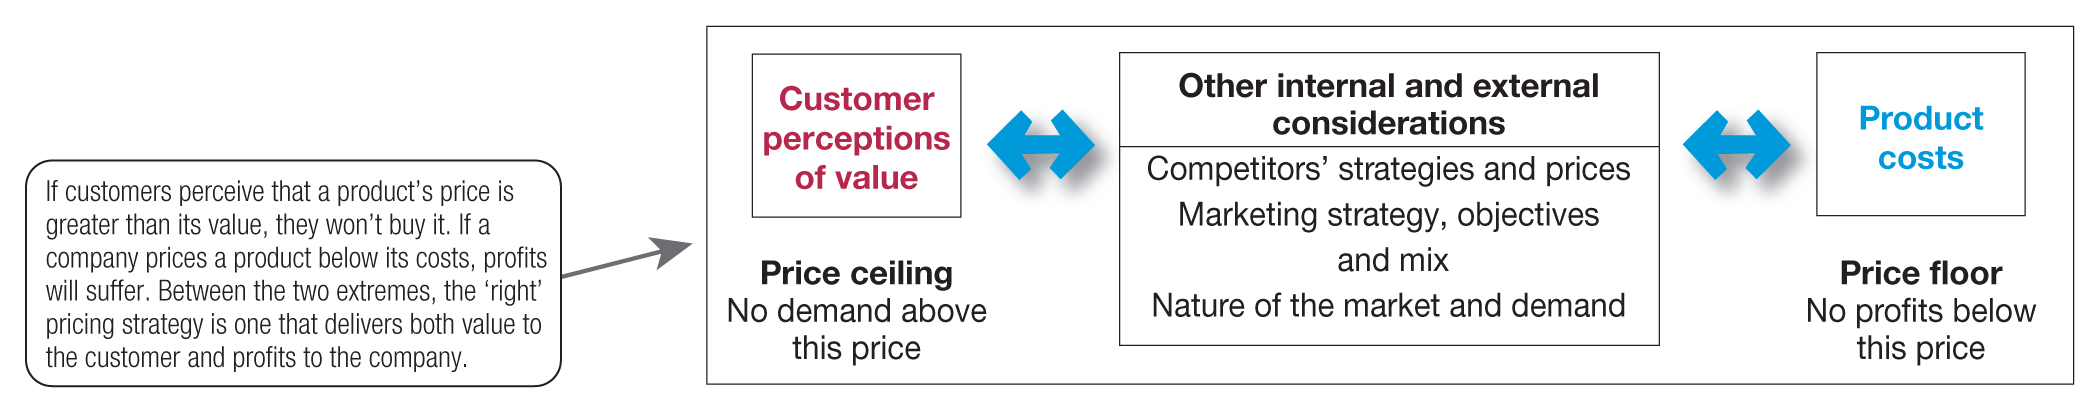 If customers perceive that a product’s price is
greater than its value, they won’t buy it. If a
company prices a product below its costs, profits
will suffer. Between the two extremes, the ‘right’
pricing strategy is one that delivers both value to
the customer and profits to the company.
Customer
perceptions
of value
Price ceiling
No demand above
this price
Other internal and external
considerations
Competitors’ strategies and prices
Marketing strategy, objectives
and mix
Nature of the market and demand
Product
costs
Price floor
No profits below
this price